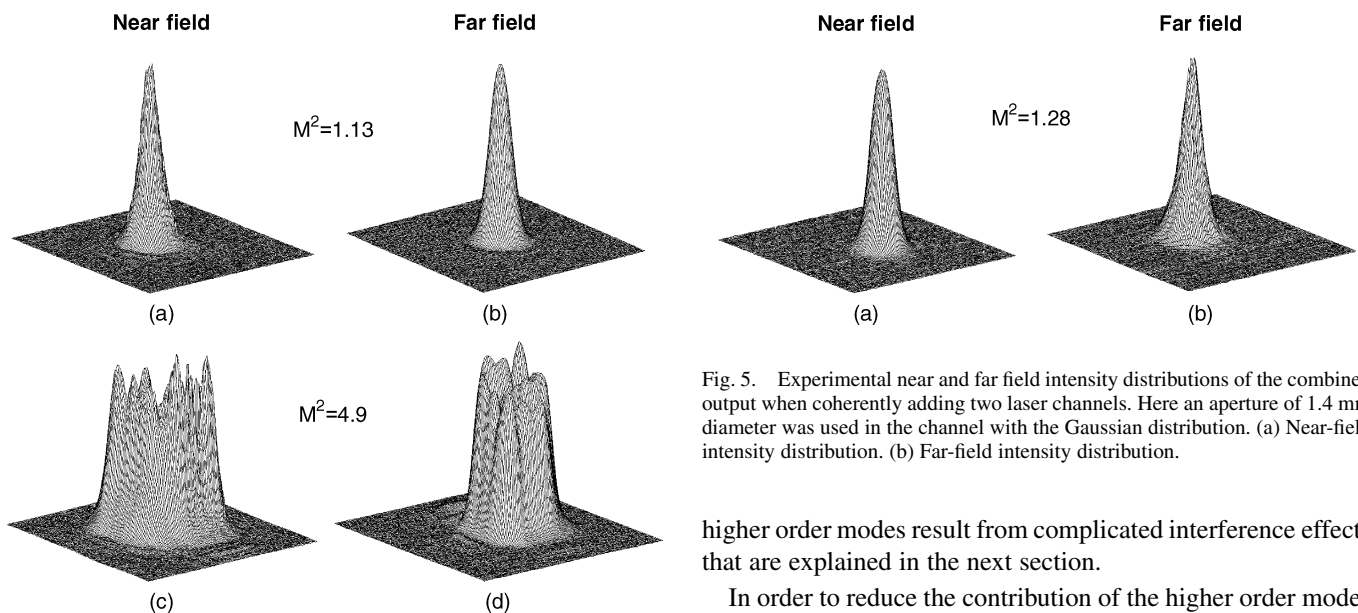 Near field
Far field
M²=1.13
(a)
(b)
M²=4.9
(c)
(d)
Near field
Far field
M²=1.28
(a)
(b)
Fig. 5. Experimental near and far field intensity distributions of the combine
output when coherently adding two laser channels. Here an aperture of 1.4
diameter was used in the channel with the Gaussian distribution. (a)
intensity distribution. (b) Far-field intensity distribution.
higher order modes result from complicated interference effect
that are explained in the next section.
In order to reduce the contribution of the higher order mode